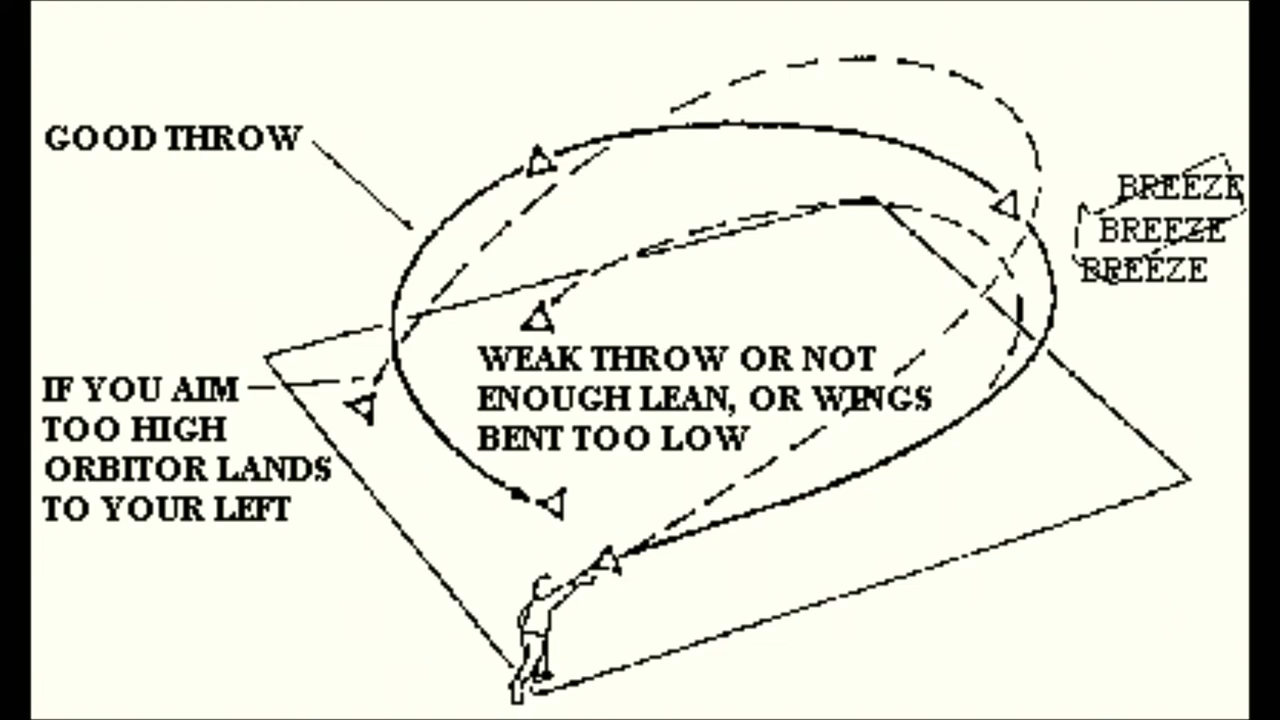 GOOD THROW
BREEZE
BREEZE
BREEZE
WEAK THROW OR NOT
ENOUGH LEAN, OR WINGS
BENT TOO LOW
IF YOU AIM
TOO HIGH
ORBITOR LANDS
TO YOUR LEFT